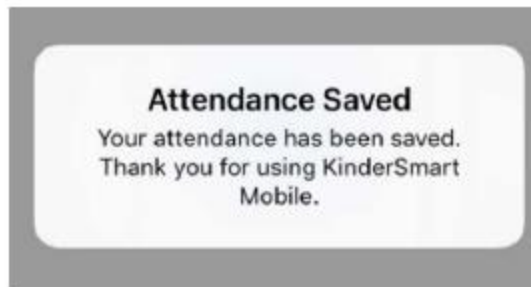 Attendance Saved
Your attendance has been saved.
Thank you for using KinderSmart
Mobile.